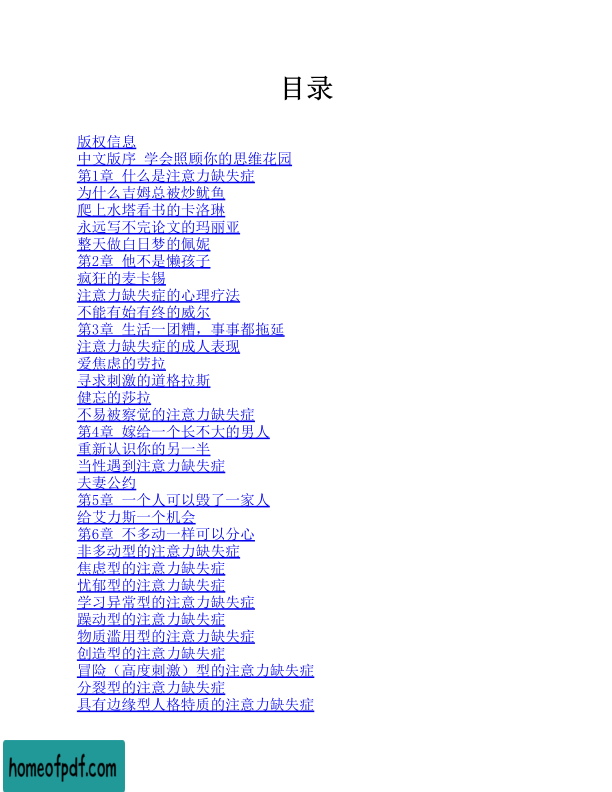 目录
版权信息
中文版序 学会照顾你的思维花园
第1章 什么是注意力缺失症
为什么吉姆总被炒鱿鱼
爬上水塔看书的卡洛琳
永远写不完论文的玛丽亚
整天做白日梦的佩妮
第2章 他不是懒孩子
疯狂的麦卡锡
注意力缺失症的心理疗法
不能有始有终的威尔
第3章 生活一团糟，事事都拖延
注意力缺失症的成人表现
爱焦虑的劳拉
寻求刺激的道格拉斯
健忘的莎拉
不易被察觉的注意力缺失症
第4章 嫁给一个长不大的男人
重新认识你的另一半
当性遇到注意力缺失症
夫妻公约
第5章 一个人可以毁了一家人
给艾力斯一个机会
第6章 不多动一样可以分心
非多动型的注意力缺失症
焦虑型的注意力缺失症
忧郁型的注意力缺失症
学习异常型的注意力缺失症
躁动型的注意力缺失症
物质滥用型的注意力缺失症
创造型的注意力缺失症
冒险（高度刺激）型的注意力缺失症
分裂型的注意力缺失症
具有边缘型人格特质的注意力缺失症
homeofpdf.com